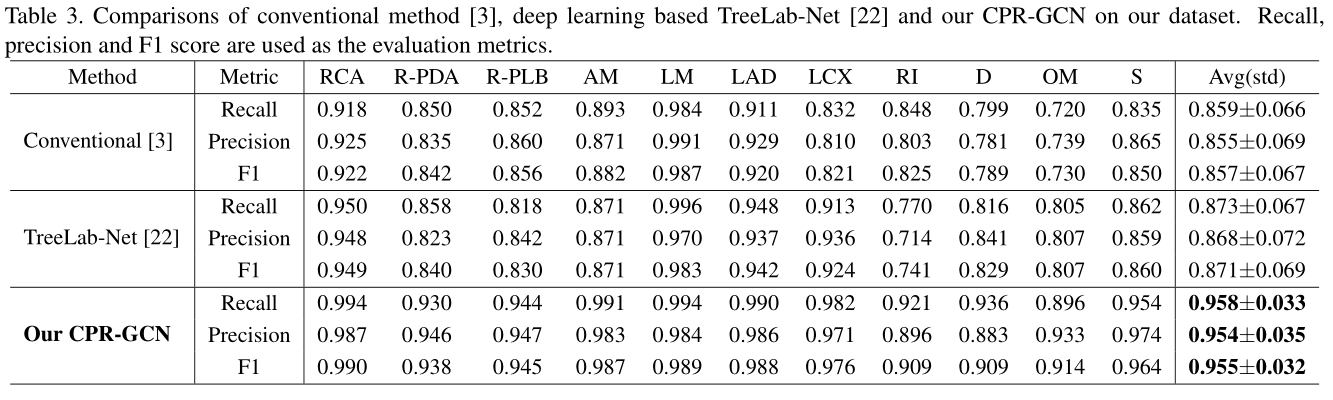 Table 3. Comparisons of conventional method [3], deep learning based TreeLab-Net [22] and our CPR-GCN on our dataset. Recall,
precision and F1 score are used as the evaluation metrics.
Method Metric RCA R-PDA R-PLB AM LM LAD LCX RI D OM S Avg(std)
Recall 0.918 0.850 0.852 0.893 0.984 0.911 0.832 0.848 0.799 0.720 0.835 0.859±0.066
Conventional [3] Precision 0.925 0.835 0.860 0.871 0.991 0.929 0.810 0.803 0.781 0.739 0.865 0.855±0.069
F1 0.922 0.842 0.856 0.882 0.987 0.920 0.821 0.825 0.789 0.730 0.850 0.857±0.067
Recall 0.950 0.858 0.818 0.871 0.996 0.948 0.913 0.770 0.816 0.805 0.862 0.873±0.067
TreeLab-Net [22] Precision 0.948 0.823 0.842 0.871 0.970 0.937 0.936 0.714 0.841 0.807 0.859 0.868±0.072
F1 0.949 0.840 0.830 0.871 0.983 0.942 0.924 0.741 0.829 0.807 0.860 0.871±0.069
Recall 0.994 0.930 0.944 0.991 0.994 0.990 0.982 0.921 0.936 0.896 0.954 0.958±0.033
Our CPR-GCN Precision 0.987 0.946 0.947 0.983 0.984 0.986 0.971 0.896 0.883 0.933 0.974 0.954±0.035
F1 0.990 0.938 0.945 0.987 0.989 0.988 0.976 0.909 0.909 0.914 0.964 0.955±0.032